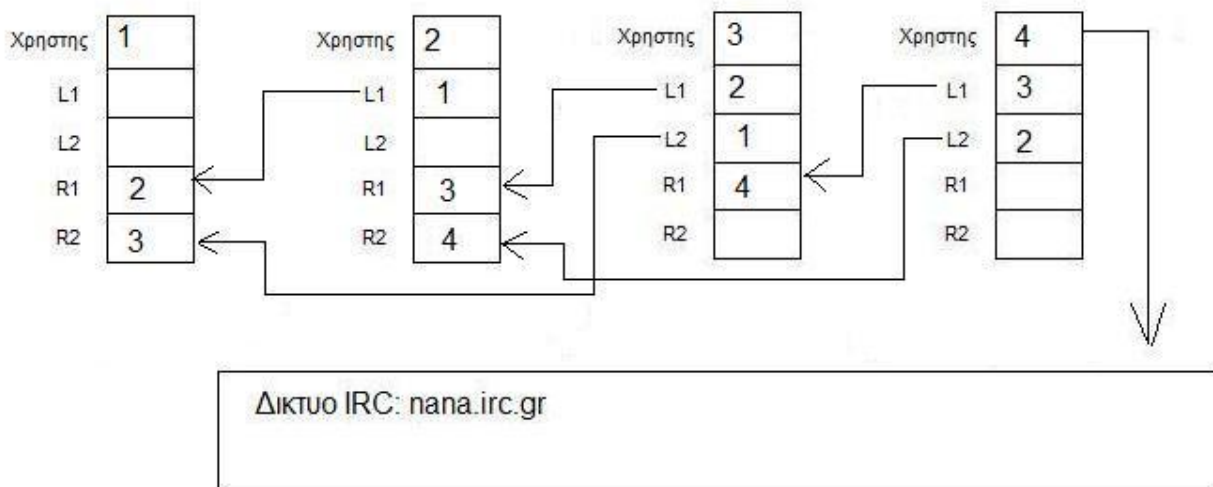 Χρηστης 1
L1
L2
R1 2
R2 3
Χρηστης 2
L1 1
L2
R1 3
R2 4
Χρηστης 3
L1 2
L2 1
R1 4
R2
Χρηστης 4
L1 3
L2 2
R1
R2
Δικτυο IRC: nana.irc.gr